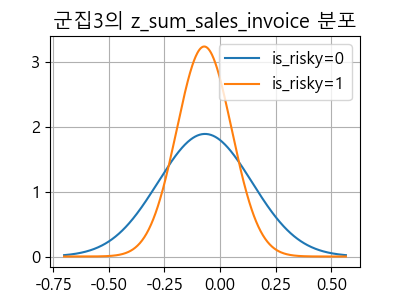 군집3의 z_sum_sales_invoice 분포
is_risky=0
is_risky=1
3
2
1
0
-0.75 -0.50 -0.25 0.00 0.25 0.50